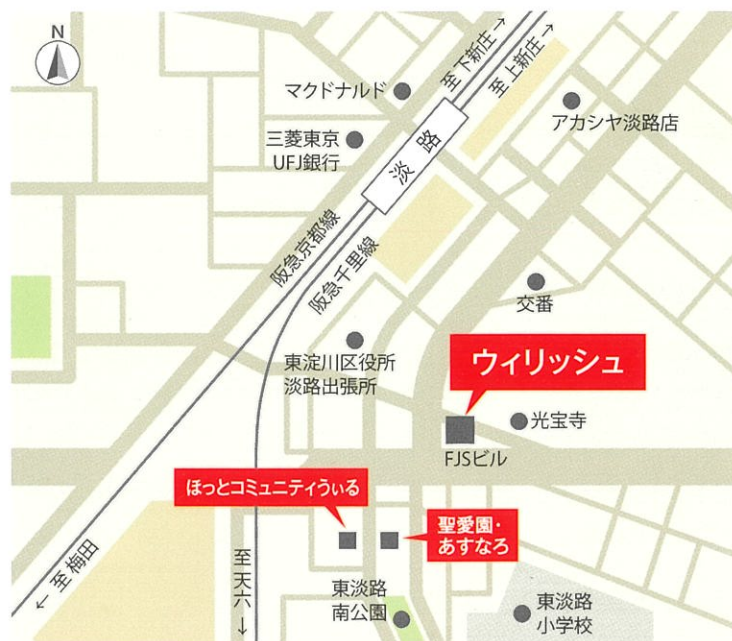 N
至下新庄→
至上新庄→
マクドナルド
アカシヤ淡路店
三菱東京
UFJ銀行
淡路
阪急京都線
阪急千里線
交番
東淀川区役所
淡路出張所
ウィリッシュ
光宝寺
FJSビル
ほっとコミュニティうぃる
聖愛園・
あすなろ
←至梅田
至天六→
東淡路
南公園
東淡路
小学校